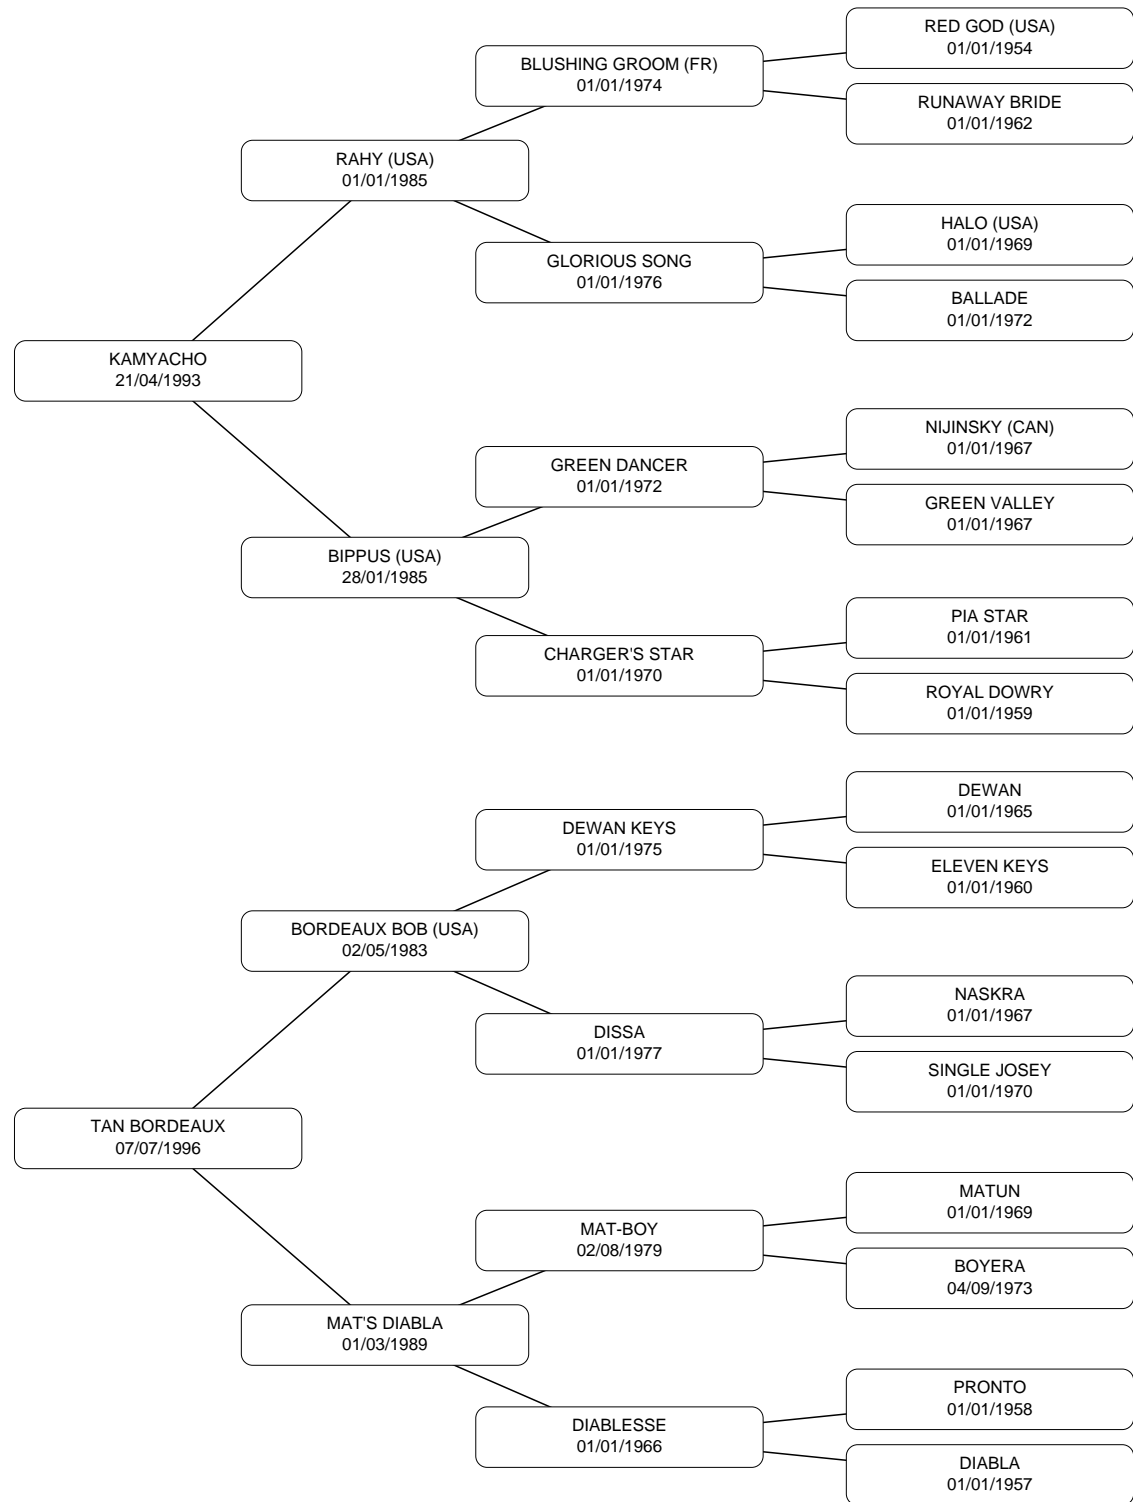 RED GOD (USA)
01/01/1954
BLUSHING GROOM (FR)
01/01/1974
RUNAWAY BRIDE
01/01/1962
RAHY (USA)
01/01/1985
HALO (USA)
01/01/1969
GLORIOUS SONG
01/01/1976
BALLADE
01/01/1972
KAMYACHO
21/04/1993
NIJINSKY (CAN)
01/01/1967
GREEN DANCER
01/01/1972
GREEN VALLEY
01/01/1967
BIPPUS (USA)
28/01/1985
PIA STAR
01/01/1961
CHARGER'S STAR
01/01/1970
ROYAL DOWRY
01/01/1959
DEWAN
01/01/1965
DEWAN KEYS
01/01/1975
ELEVEN KEYS
01/01/1960
BORDEAUX BOB (USA)
02/05/1983
NASKRA
01/01/1967
DISSA
01/01/1977
SINGLE JOSEY
01/01/1970
TAN BORDEAUX
07/07/1996
MATUN
01/01/1969
MAT-BOY
02/08/1979
BOYERA
04/09/1973
MAT'S DIABLA
01/03/1989
PRONTO
01/01/1958
DIABLESSE
01/01/1966
DIABLA
01/01/1957